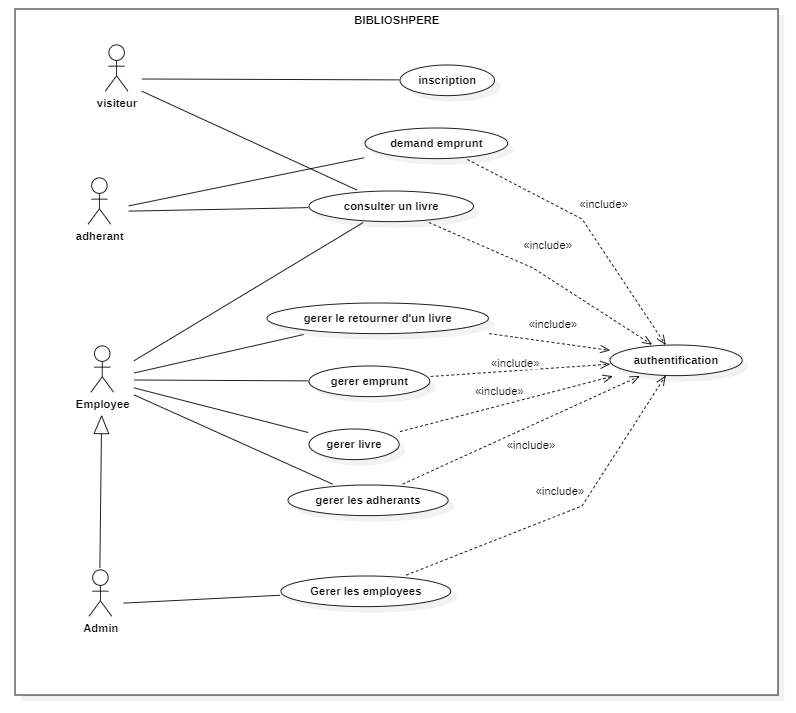 BIBLIOSHPERE
visiteur
inscription
demand emprunt
«include»
adherant
consulter un livre
«include»
gerer le retourner d'un livre
«include»
authentification
Employee
gerer emprunt
«include»
«include»
gerer livre
«include»
gerer les adherants
«include»
Admin
Gerer les employees